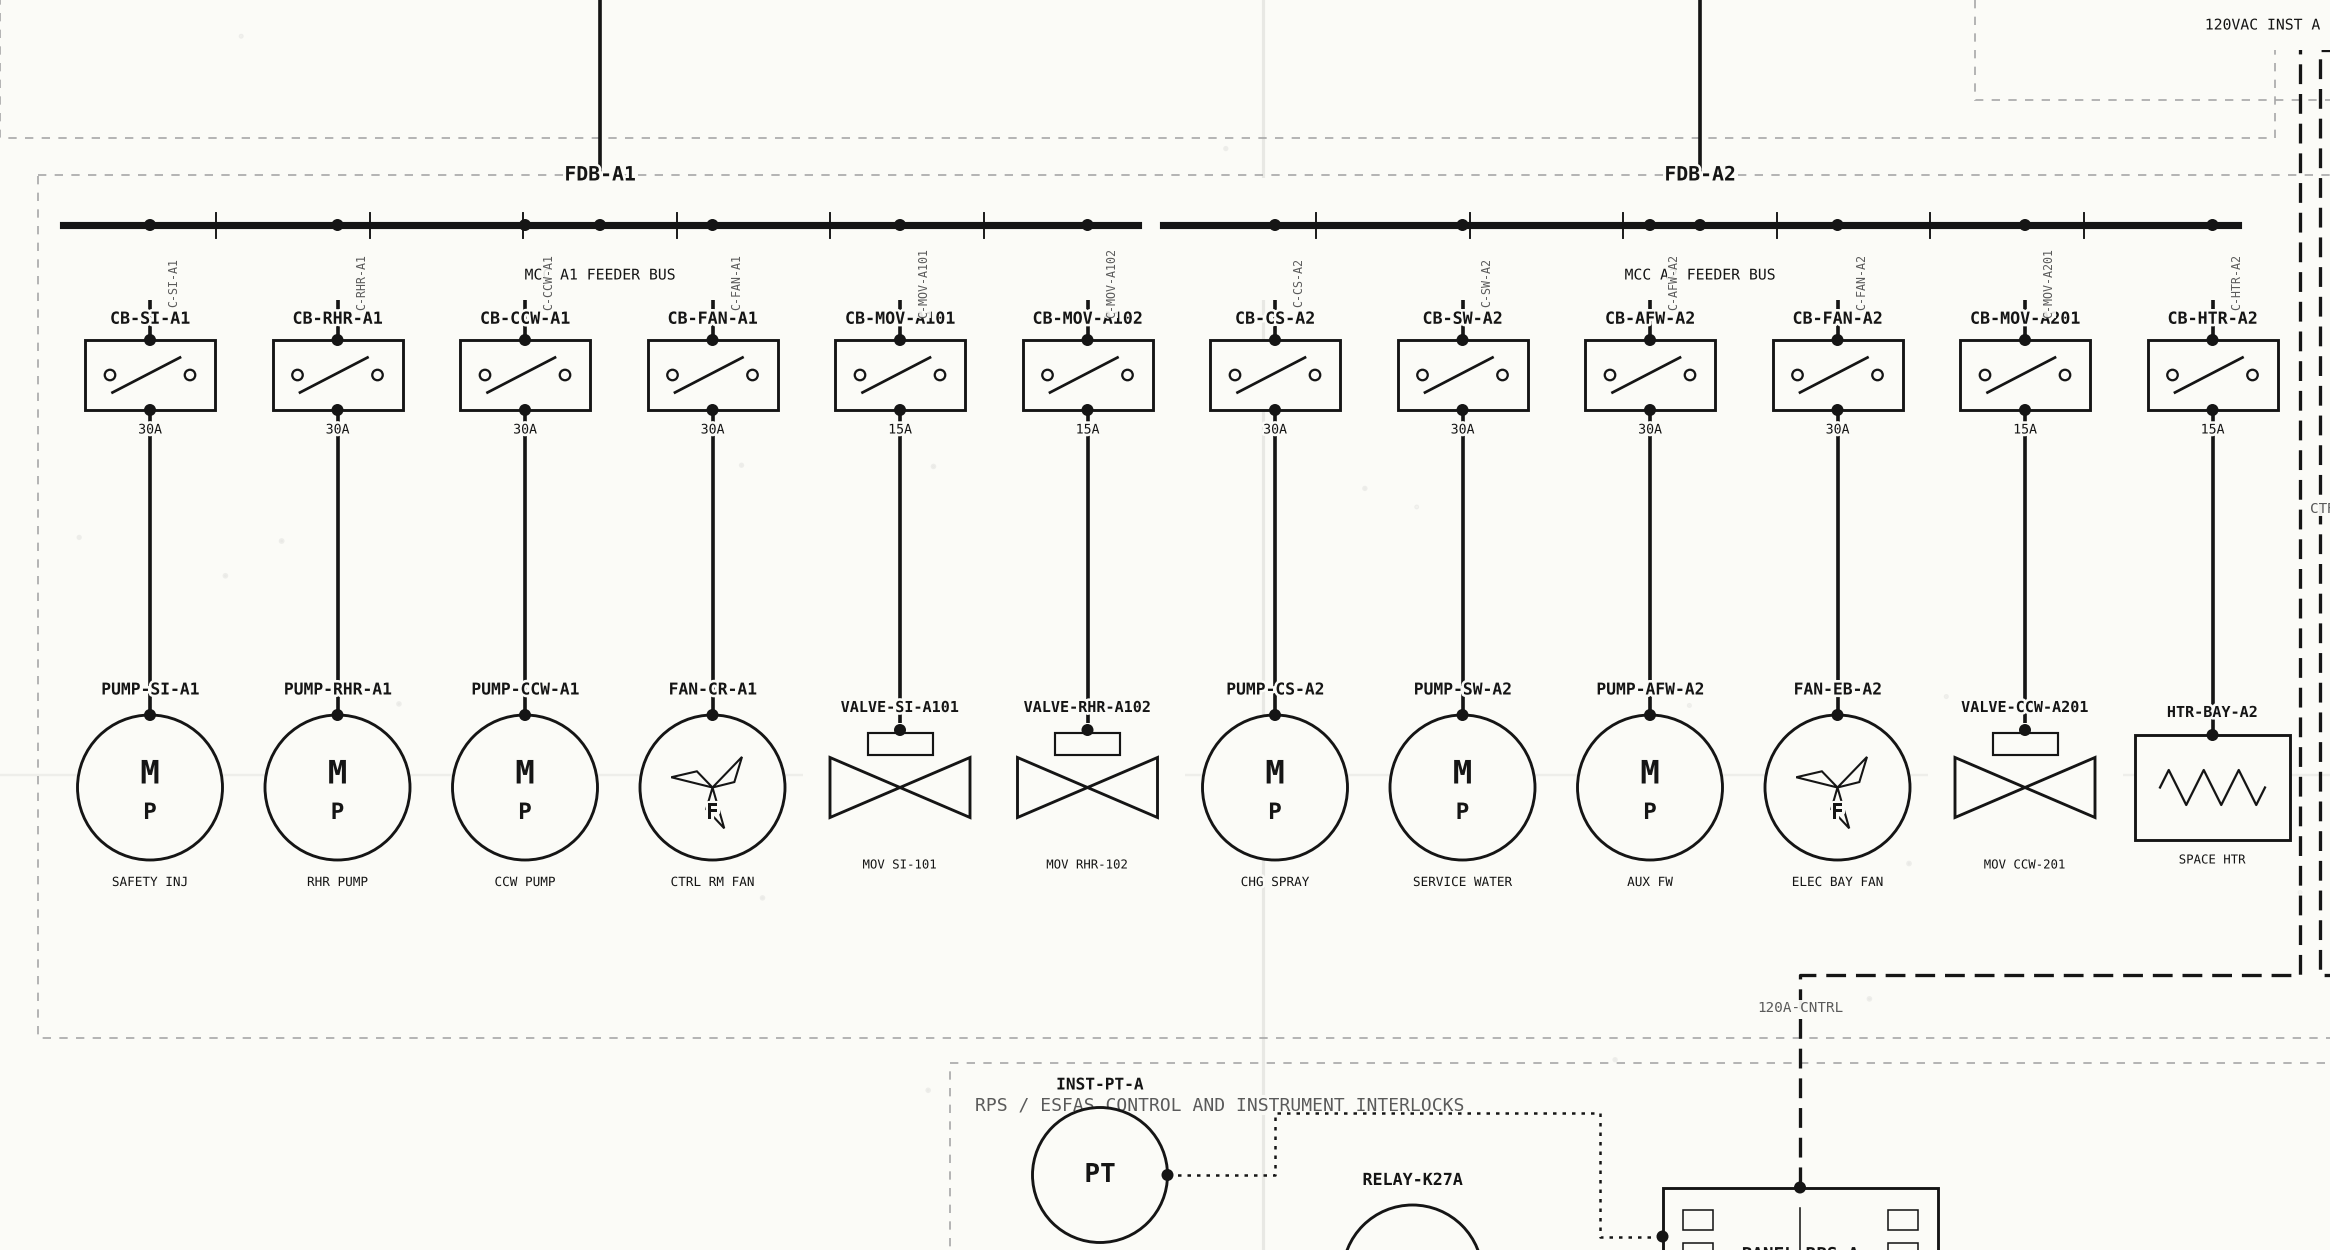 120VAC INST A
FDB-A1
FDB-A2
MCC A1 FEEDER BUS
MCC A2 FEEDER BUS
C-SI-A1
C-RHR-A1
C-CCW-A1
C-FAN-A1
C-MOV-A101
C-MOV-A102
C-CS-A2
C-SW-A2
C-AFW-A2
C-FAN-A2
C-MOV-A201
C-HTR-A2
CB-SI-A1
CB-RHR-A1
CB-CCW-A1
CB-FAN-A1
CB-MOV-A101
CB-MOV-A102
CB-CS-A2
CB-SW-A2
CB-AFW-A2
CB-FAN-A2
CB-MOV-A201
CB-HTR-A2
30A
30A
30A
30A
15A
15A
30A
30A
30A
30A
15A
15A
PUMP-SI-A1
PUMP-RHR-A1
PUMP-CCW-A1
FAN-CR-A1
VALVE-SI-A101
VALVE-RHR-A102
PUMP-CS-A2
PUMP-SW-A2
PUMP-AFW-A2
FAN-EB-A2
VALVE-CCW-A201
HTR-BAY-A2
M
P
M
P
M
P
F
M
P
M
P
M
P
F
SAFETY INJ
RHR PUMP
CCW PUMP
CTRL RM FAN
MOV SI-101
MOV RHR-102
CHG SPRAY
SERVICE WATER
AUX FW
ELEC BAY FAN
MOV CCW-201
SPACE HTR
120A-CNTRL
INST-PT-A
RPS / ESFAS CONTROL AND INSTRUMENT INTERLOCKS
PT
RELAY-K27A
PANEL-RPS-A